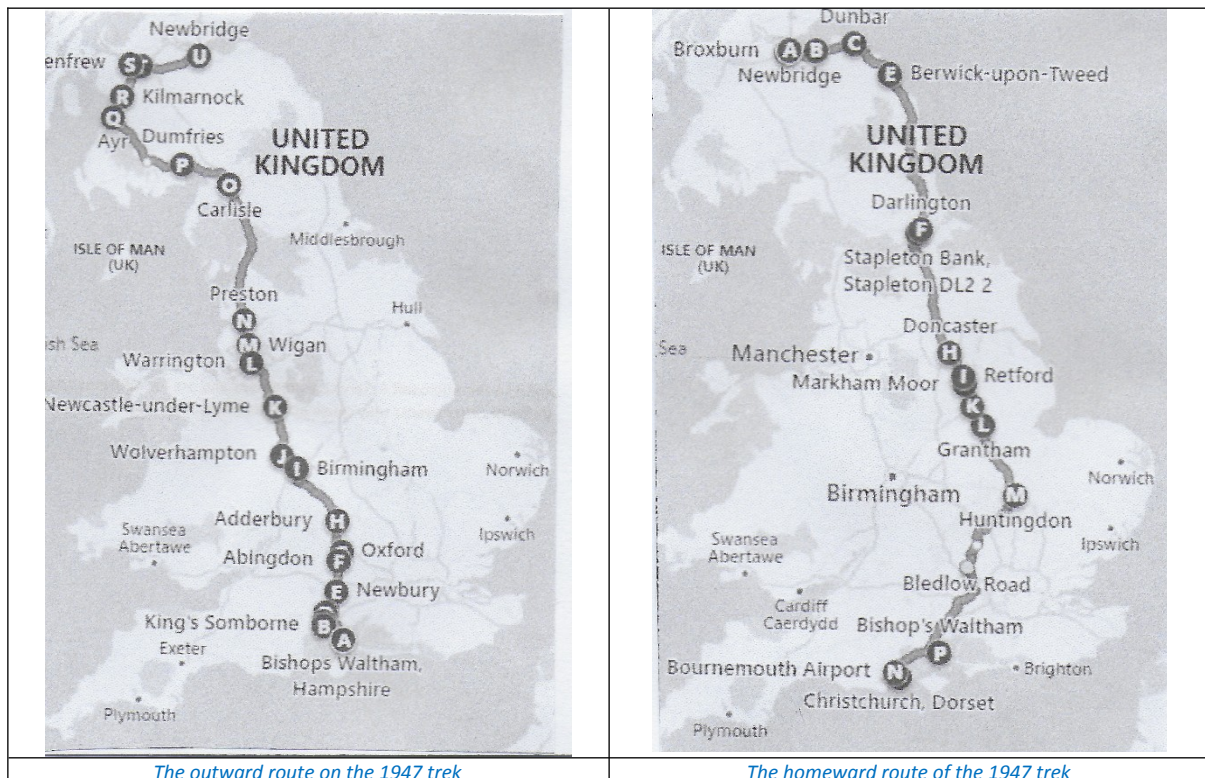 Newbridge
U
enfrew
S
R
Kilmarnock
Q
Ayr
Dumfries
P
UNITED
KINGDOM
Carlisle
Middlesbrough
ISLE OF MAN
(UK)
Preston
N
Hull
M
Wigan
sh Sea
Warrington
L
Newcastle-under-Lyme
K
Wolverhampton
J
I
Birmingham
Norwich
Adderbury
H
Swansea
Abertawe
Ipswich
Abingdon
F
Oxford
E
Newbury
King's Somborne
B
A
Exeter
Bishops Waltham,
Hampshire
Plymouth
The outward route on the 1947 trek
Dunbar
Broxburn
A
B
C
Newbridge
E
Berwick-upon-Tweed
UNITED
KINGDOM
Darlington
F
ISLE OF MAN
(UK)
Stapleton Bank,
Stapleton DL2 2
Doncaster
H
Sea
Manchester
I
Retford
Markham Moor
K
L
Grantham
Norwich
Birmingham
M
Huntingdon
Swansea
Abertawe
Ipswich
Bledlow Road
Cardiff
Caerdydd
Bishop's Waltham
P
Bournemouth Airport
N
Brighton
Christchurch, Dorset
Plymouth
The homeward route of the 1947 trek